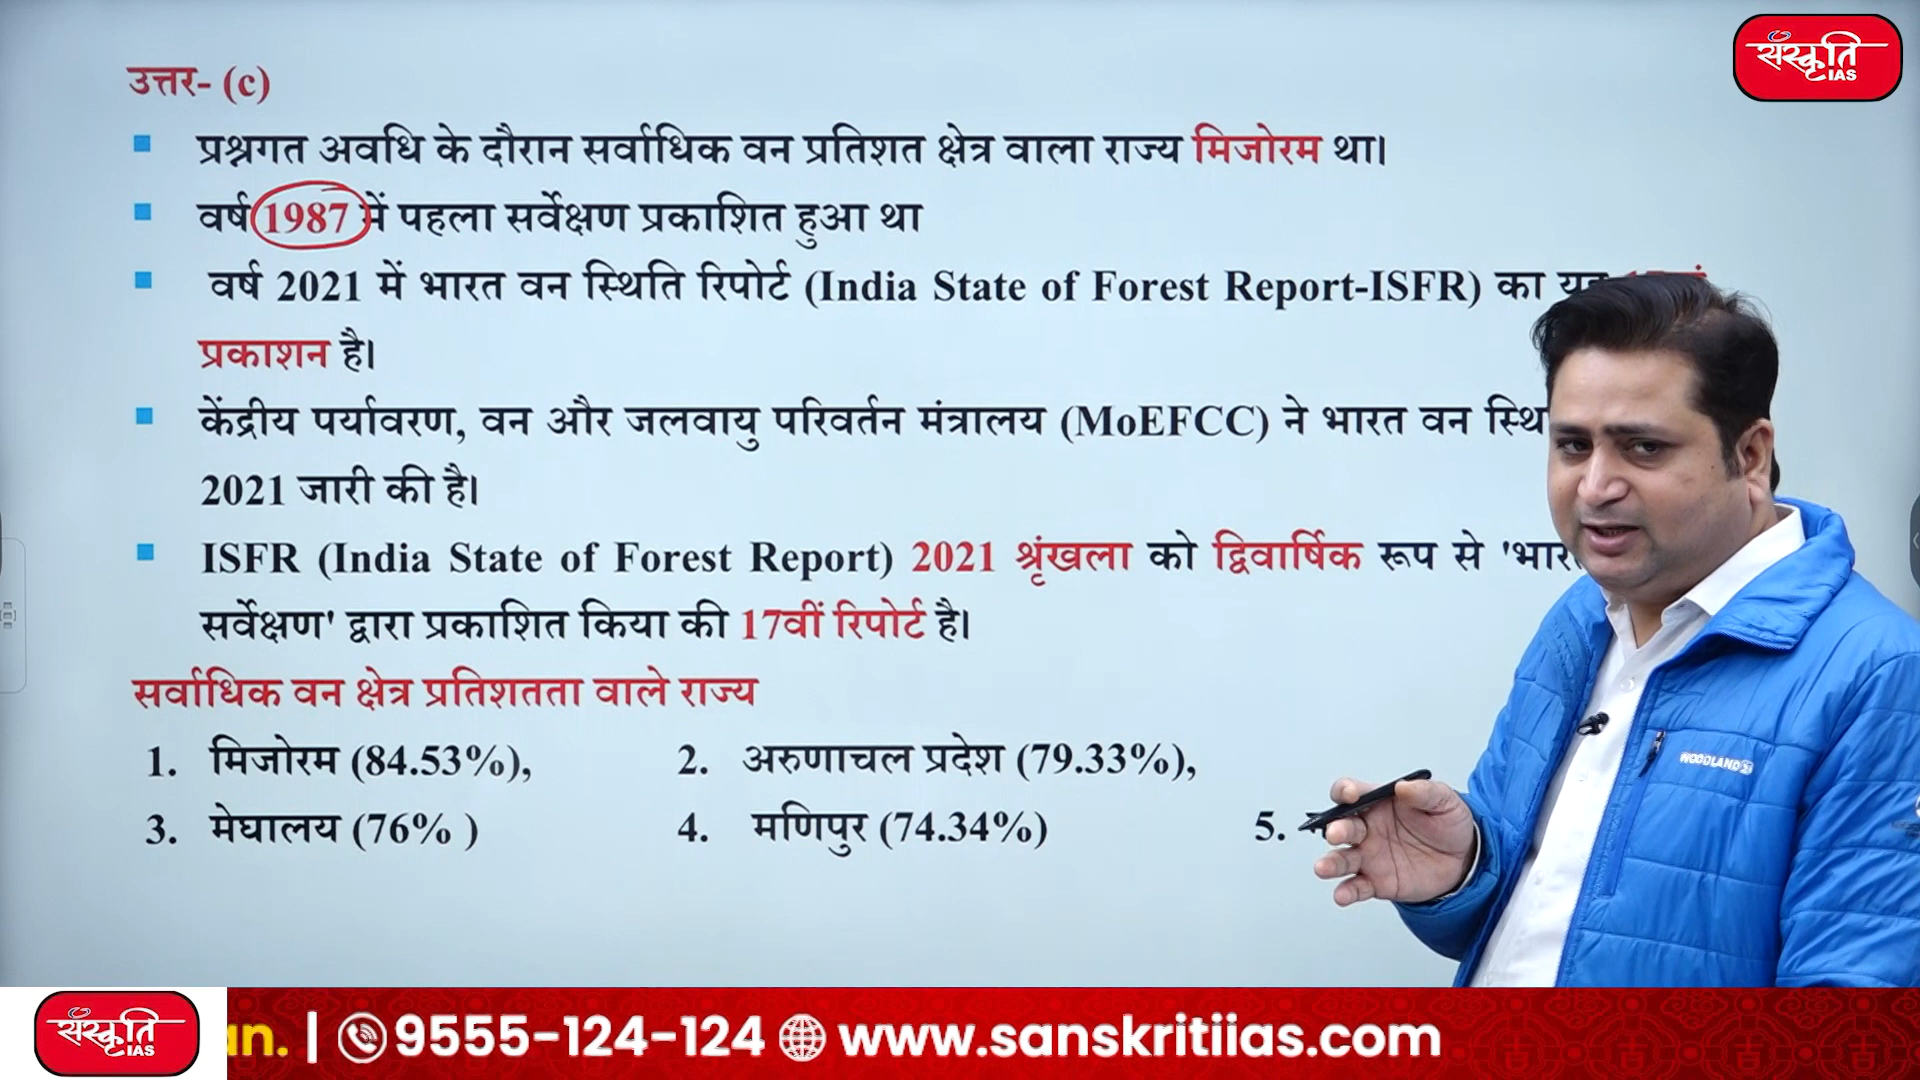 संस्कृति
IAS
उत्तर- (c)
प्रश्नगत अवधि के दौरान सर्वाधिक वन प्रतिशत क्षेत्र वाला राज्य मिजोरम था।
वर्ष 1987 में पहला सर्वेक्षण प्रकाशित हुआ था
वर्ष 2021 में भारत वन स्थिति रिपोर्ट (India State of Forest Report-ISFR) का
प्रकाशन है।
केंद्रीय पर्यावरण, वन और जलवायु परिवर्तन मंत्रालय (MoEFCC) ने भारत वन
2021 जारी की है।
ISFR (India State of Forest Report) 2021 श्रृंखला को द्विवार्षिक रूप से
सर्वेक्षण' द्वारा प्रकाशित किया की 17वीं रिपोर्ट है।
सर्वाधिक वन क्षेत्र प्रतिशतता वाले राज्य
1. मिजोरम (84.53%), 2. अरुणाचल प्रदेश (79.33%),
3. मेघालय (76% ) 4. मणिपुर (74.34%) 5.
WOODLAND
संस्कृति
IAS
an. | 9555-124-124 www.sanskritiias.com